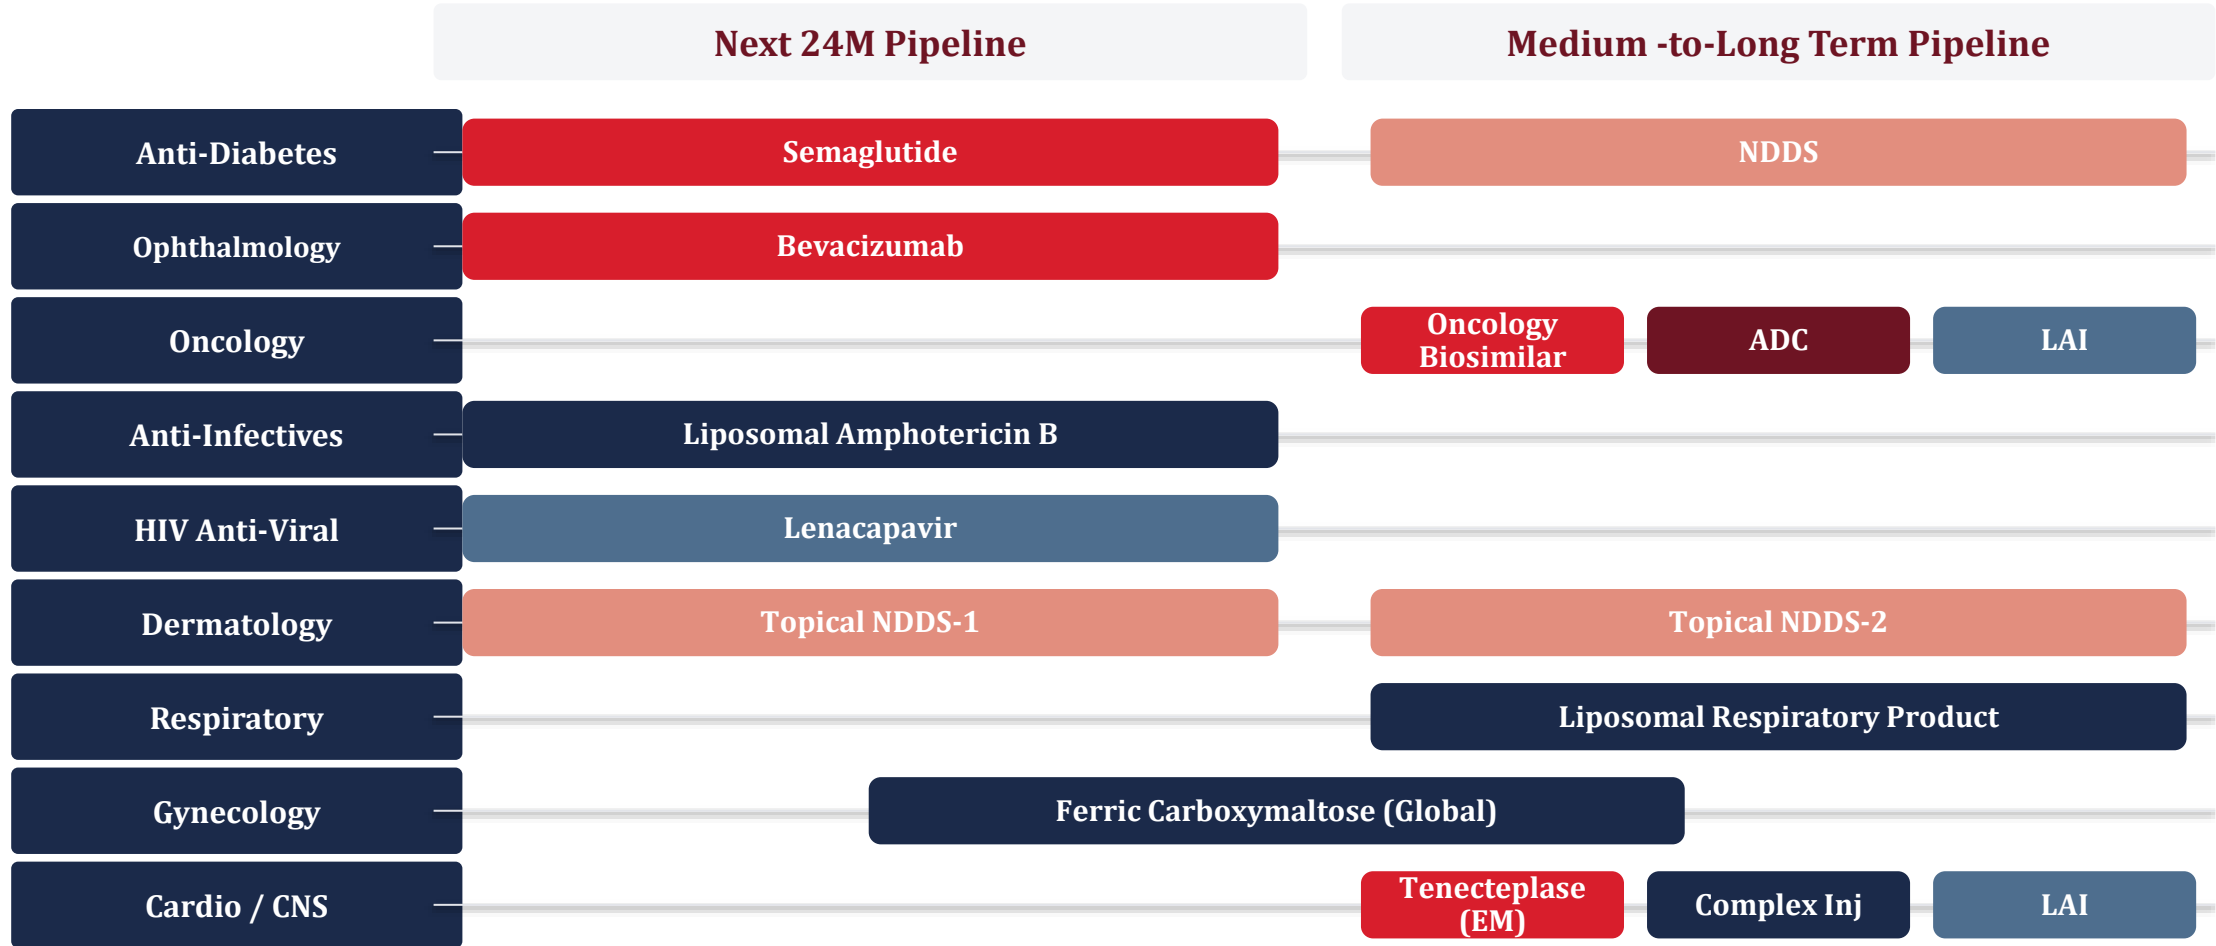 Next 24M Pipeline
Medium -to-Long Term Pipeline
Anti-Diabetes
Semaglutide
NDDS
Ophthalmology
Bevacizumab
Oncology
Oncology
Biosimilar
ADC
LAI
Anti-Infectives
Liposomal Amphotericin B
HIV Anti-Viral
Lenacapavir
Dermatology
Topical NDDS-1
Topical NDDS-2
Respiratory
Liposomal Respiratory Product
Gynecology
Ferric Carboxymaltose (Global)
Cardio / CNS
Tenecteplase
(EM)
Complex Inj
LAI